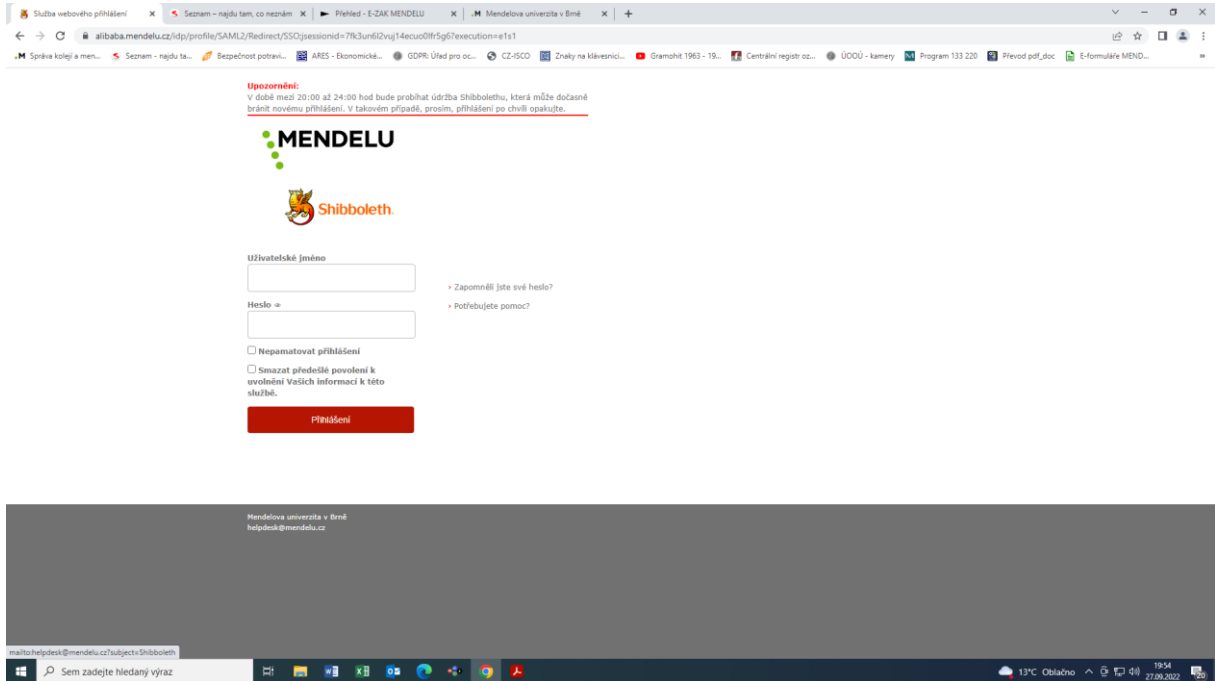 Služba webového přihlášení
Seznam – najdu tam, co neznám
Přehled - E-ZAK MENDELU
.M Mendelova univerzita v Brně
alibaba.mendelu.cz/idp/profile/SAML2/Redirect/SSO;jsessionid=7fk3un6l2vuj14ecuo0lfr5g6?execution=e1s1
.M Správa kolejí a men...
Seznam - najdu ta...
Bezpečnost potravi...
ARES - Ekonomické...
GDPR: Úřad pro oc...
CZ-ISCO
Znaky na klávesnici...
Gramohit 1963 - 19...
Centrální registr oz...
ÚOOÚ - kamery
Program 133 220
Převod pdf_doc
E-formuláře MEND...
Upozornění:
V době mezi 20:00 až 24:00 hod bude probíhat údržba Shibbolethu, která může dočasně
bránit novému přihlášení. V takovém případě, prosím, přihlášení po chvíli opakujte.
MENDELU
Shibboleth.
Uživatelské jméno
› Zapomněli jste své heslo?
Heslo
› Potřebujete pomoc?
Nepamatovat přihlášení
Smazat předešlé povolení k
uvolnění Vašich informací k této
službě.
Přihlášení
Mendelova univerzita v Brně
helpdesk@mendelu.cz
mailto:helpdesk@mendelu.cz?subject=Shibboleth
Sem zadejte hledaný výraz
13°C Oblačno
19:54
27.09.2022
20